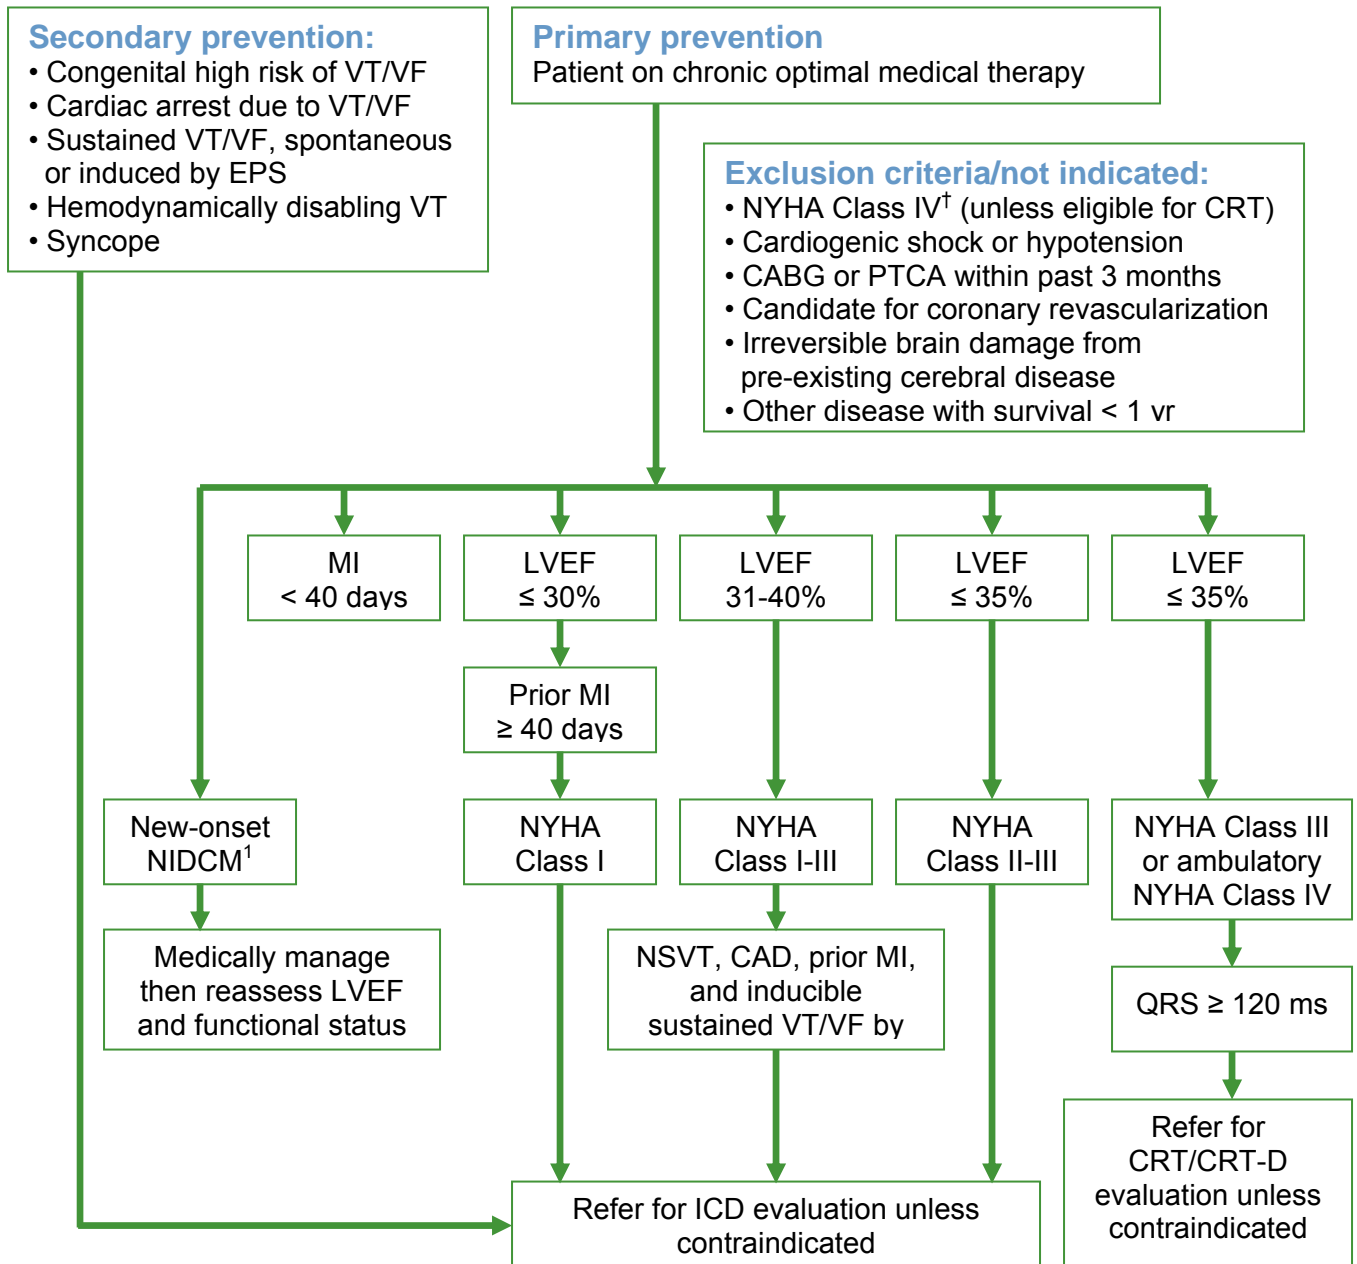 Secondary prevention:
• Congenital high risk of VT/VF
• Cardiac arrest due to VT/VF
• Sustained VT/VF, spontaneous
or induced by EPS
• Hemodynamically disabling VT
• Syncope
Primary prevention
Patient on chronic optimal medical therapy
Exclusion criteria/not indicated:
• NYHA Class IV† (unless eligible for CRT)
• Cardiogenic shock or hypotension
• CABG or PTCA within past 3 months
• Candidate for coronary revascularization
• Irreversible brain damage from
pre-existing cerebral disease
• Other disease with survival < 1 yr
MI
< 40 days
LVEF
≤ 30%
LVEF
31-40%
LVEF
≤ 35%
LVEF
≤ 35%
Prior MI
≥ 40 days
New-onset
NIDCM¹
NYHA
Class I
NYHA
Class I-III
NYHA
Class II-III
NYHA Class III
or ambulatory
NYHA Class IV
Medically manage
then reassess LVEF
and functional status
NSVT, CAD, prior MI,
and inducible
sustained VT/VF by
QRS ≥ 120 ms
Refer for ICD evaluation unless
contraindicated
Refer for
CRT/CRT-D
evaluation unless
contraindicated